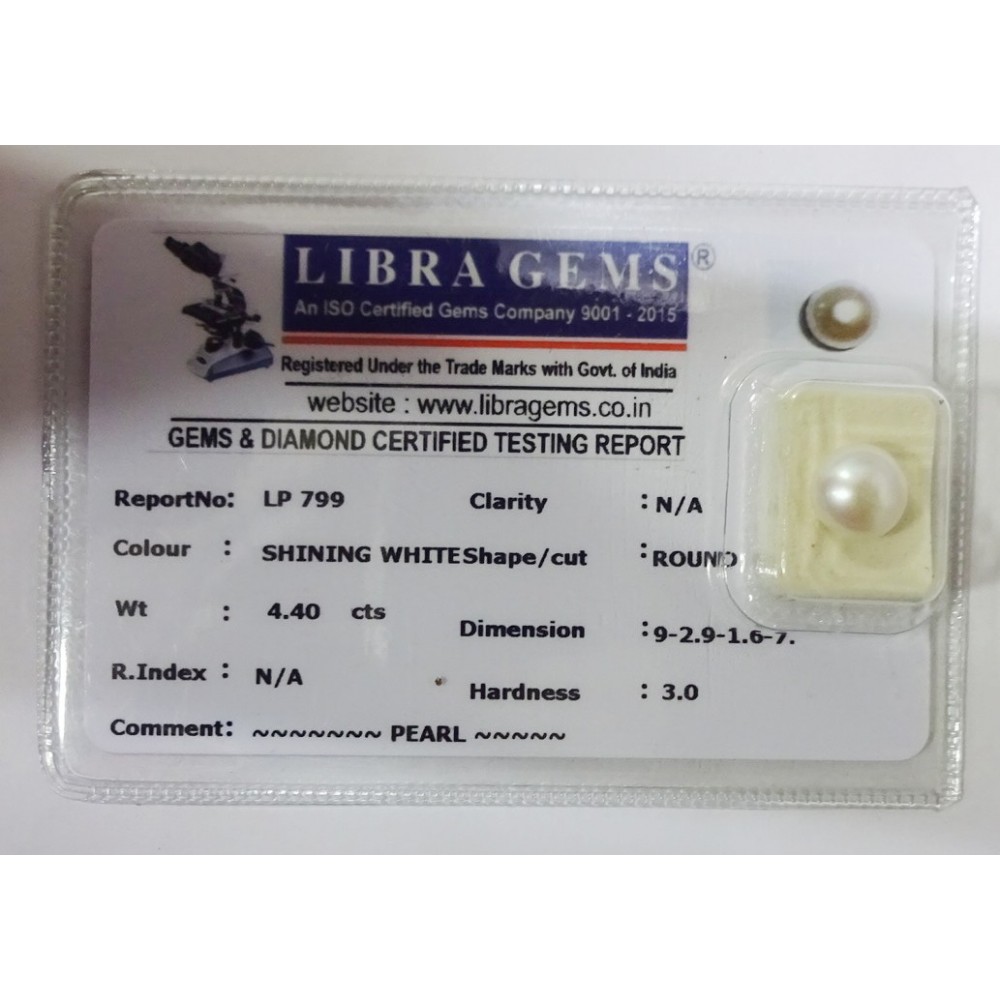 LIBRA GEMS ®
An ISO Certified Gems Company 9001 - 2015
Registered Under the Trade Marks with Govt. of India
website : www.libragems.co.in
GEMS & DIAMOND CERTIFIED TESTING REPORT
ReportNo: LP 799 Clarity : N/A
Colour : SHINING WHITE Shape/cut : ROUND
Wt : 4.40 cts Dimension : 9-2.9-1.6-7.
R.Index : N/A Hardness : 3.0
Comment: ~~~~~~~ PEARL ~~~~~